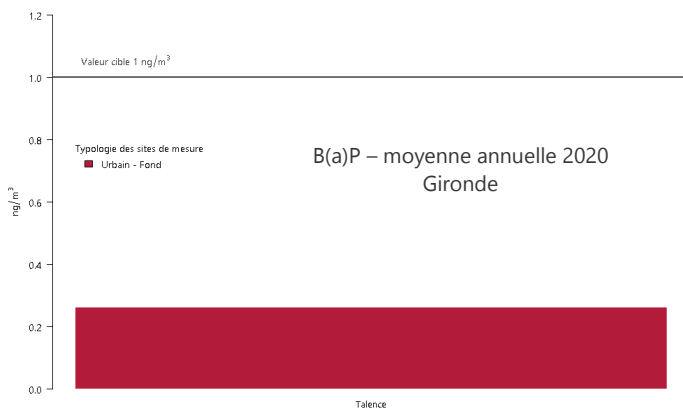 1.2
Valeur cible 1 ng/m³
1.0
0.8
Typologie des sites de mesure
Urbain - Fond
B(a)P – moyenne annuelle 2020
Gironde
ng/m³
0.6
0.4
0.2
0.0
Talence